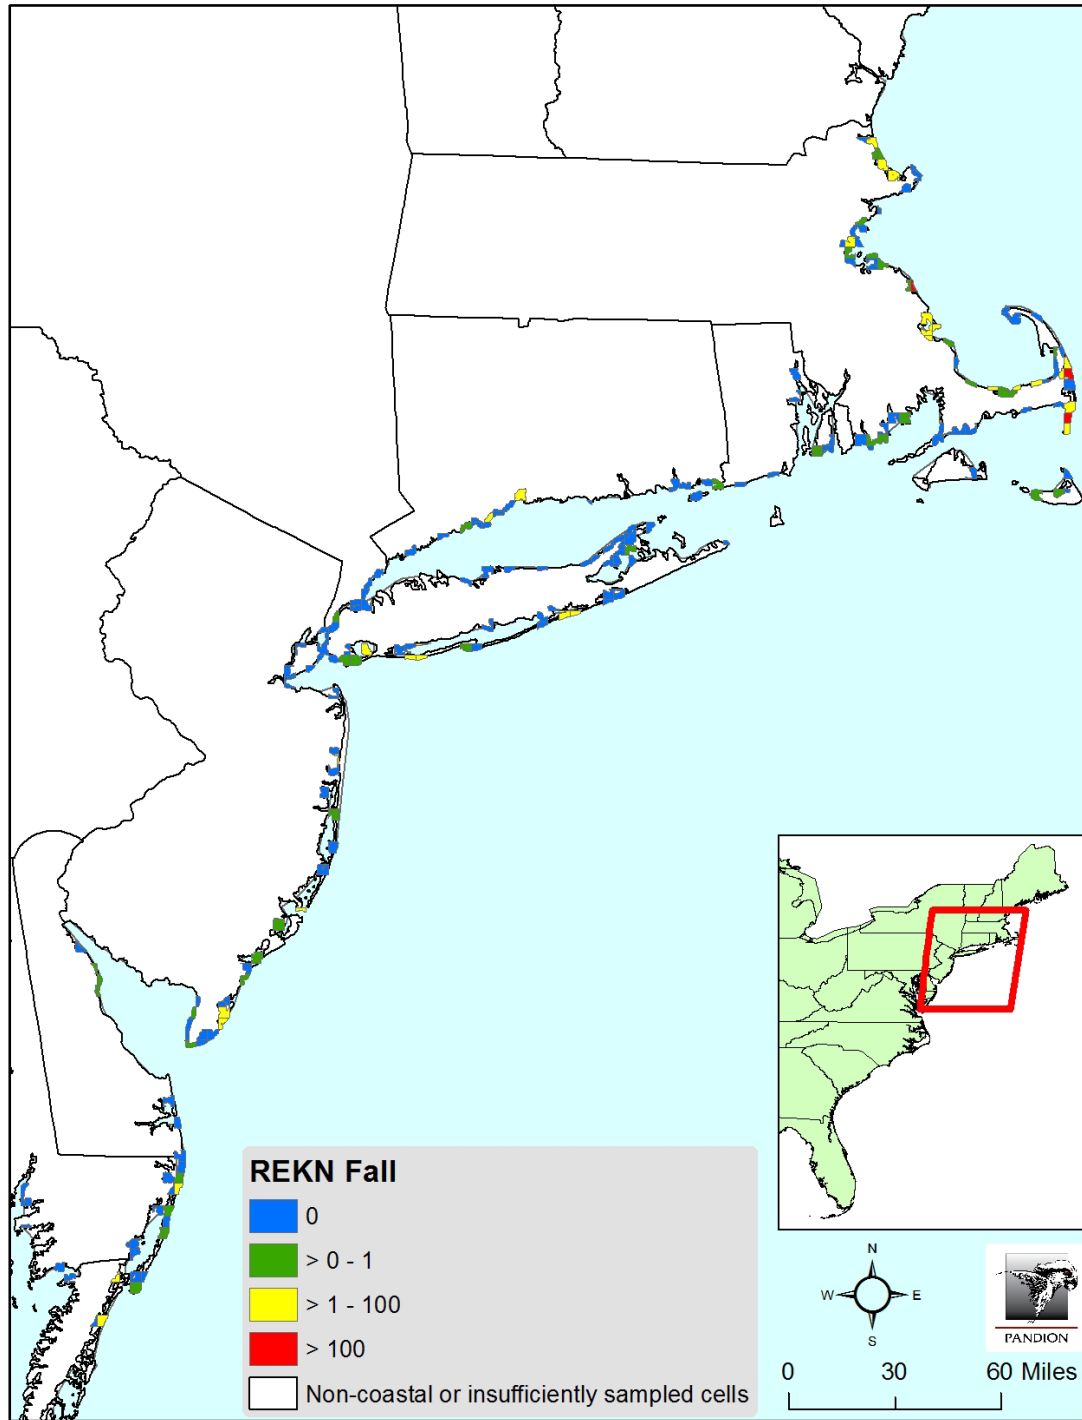 REKN Fall
0
> 0 - 1
> 1 - 100
> 100
Non-coastal or insufficiently sampled cells
N
W E
S
PANDION
0 30 60 Miles